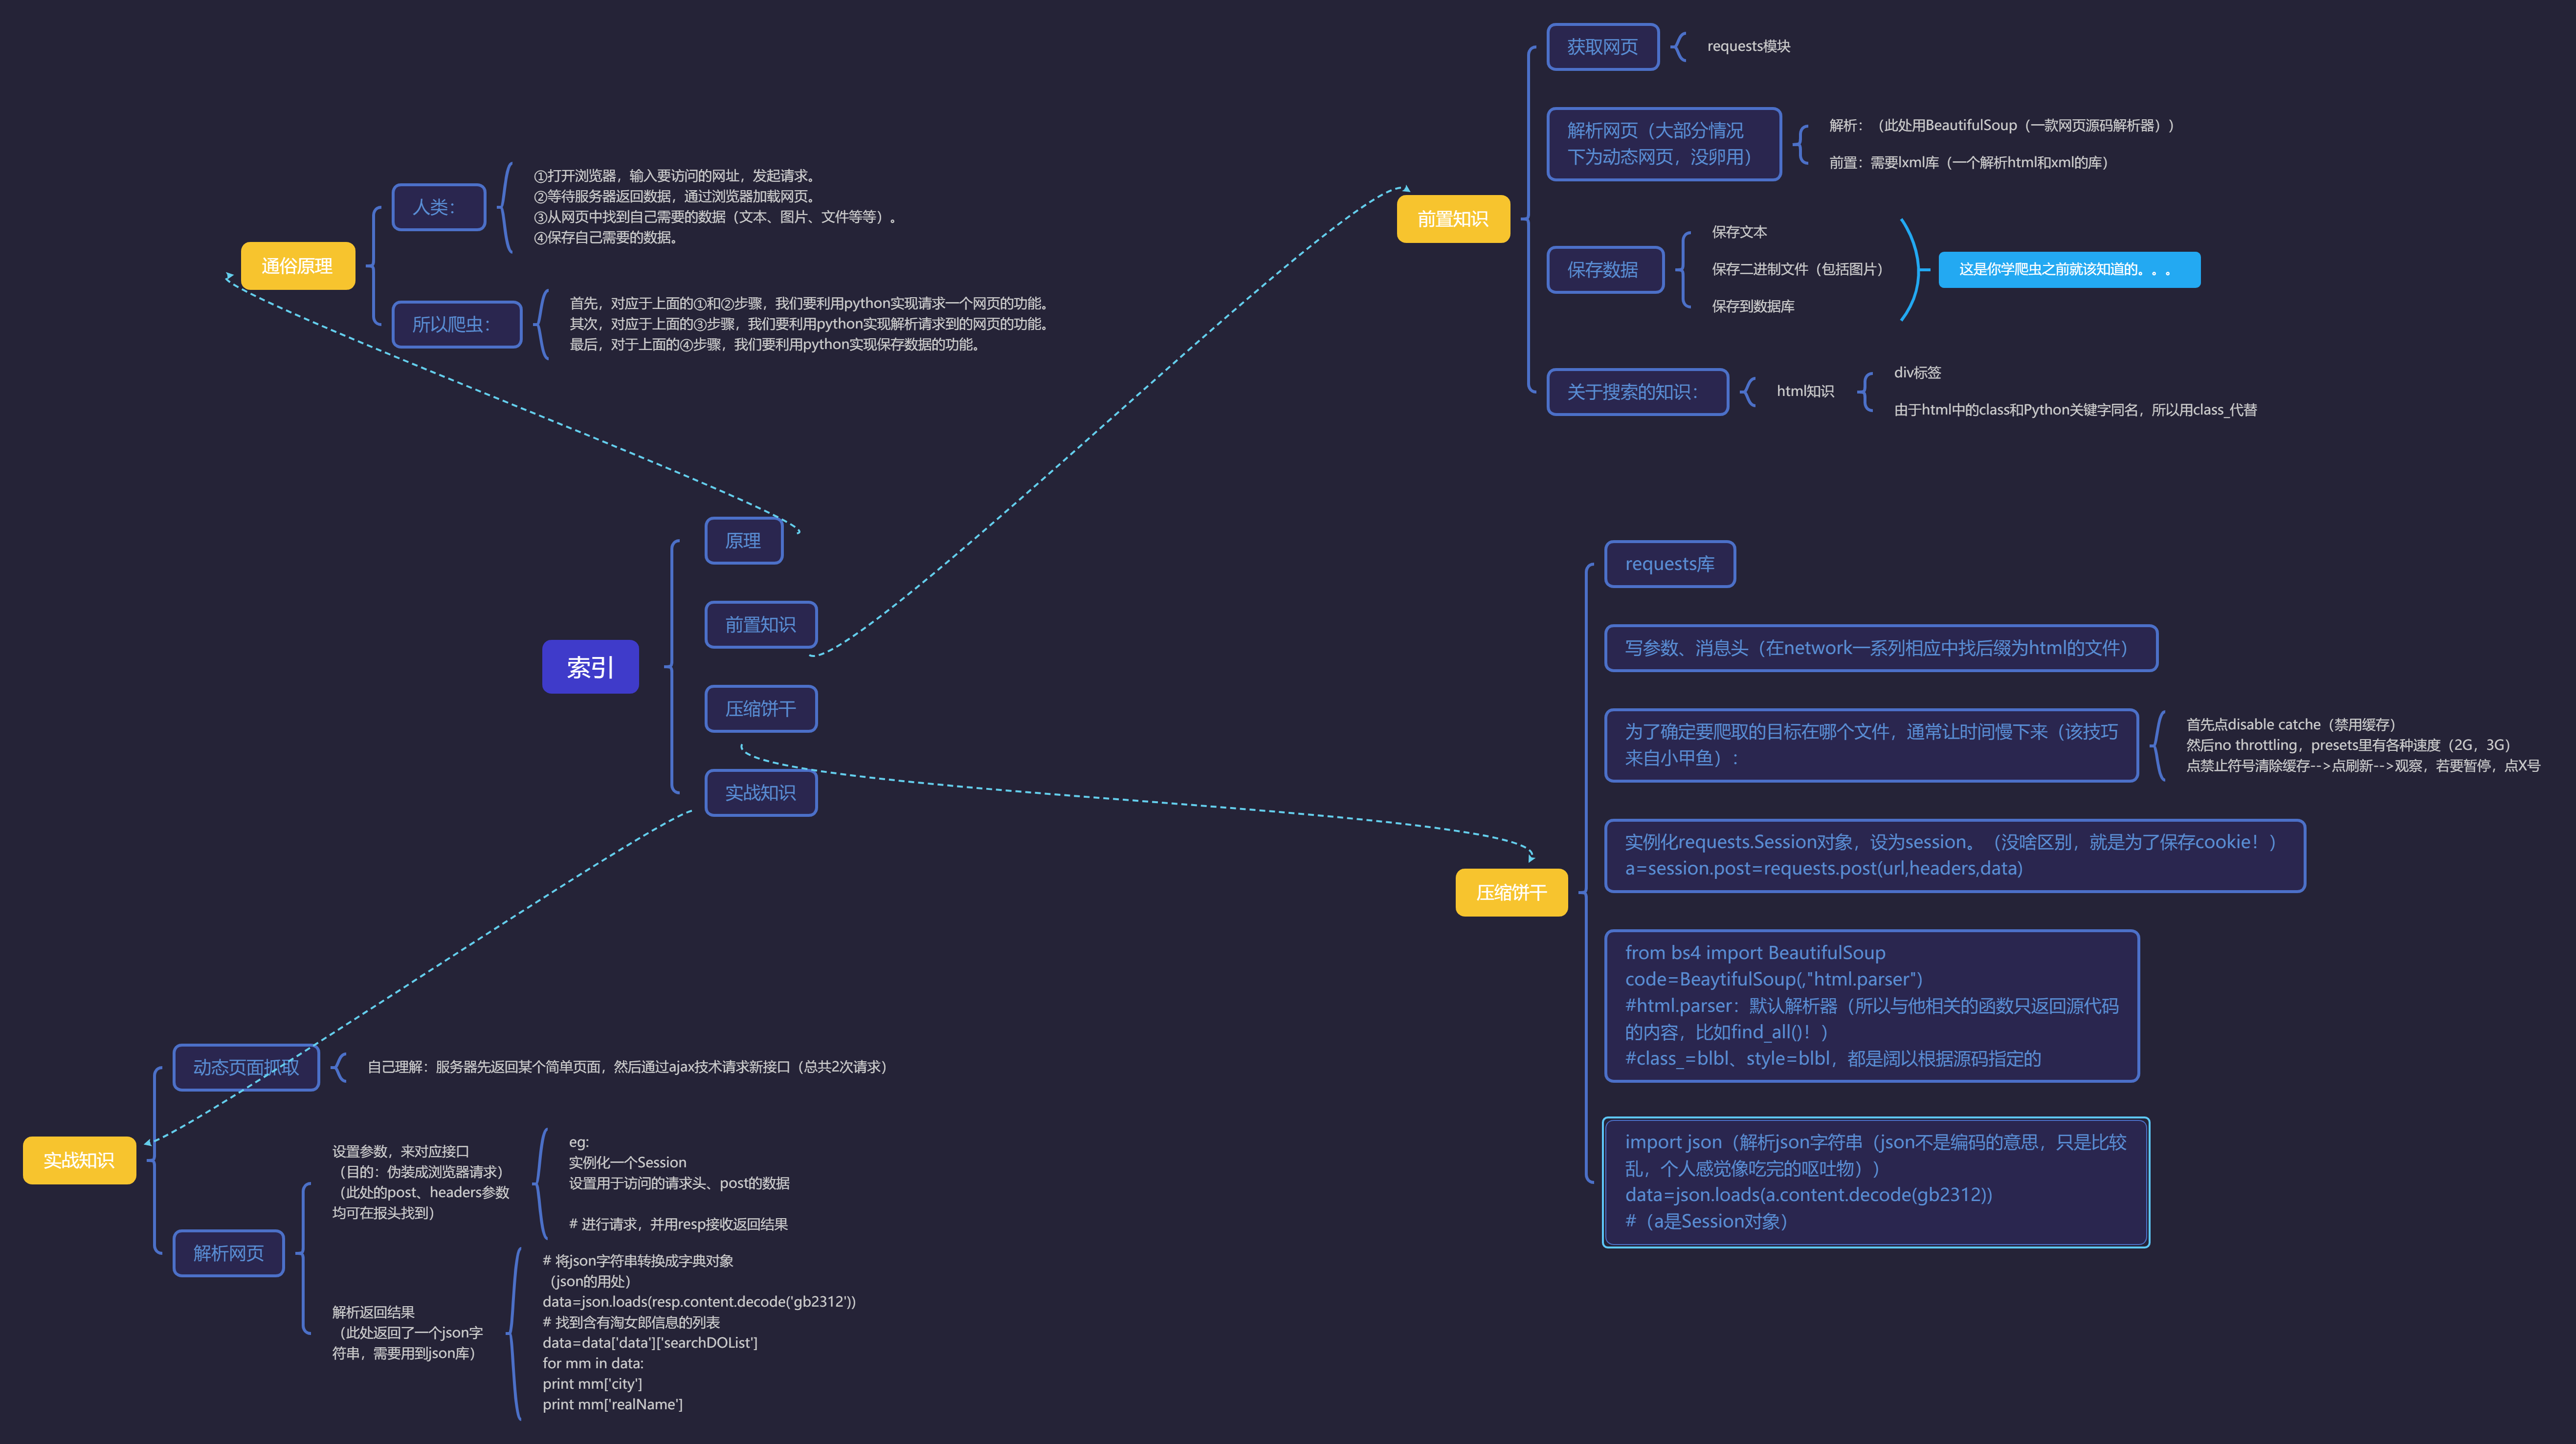 通俗原理
人类：
①打开浏览器，输入要访问的网址，发起请求。
②等待服务器返回数据，通过浏览器加载网页。
③从网页中找到自己需要的数据（文本、图片、文件等等）。
④保存自己需要的数据。
所以爬虫：
首先，对应于上面的①和②步骤，我们要利用python实现请求一个网页的功能。
其次，对应于上面的③步骤，我们要利用python实现解析请求到的网页的功能。
最后，对于上面的④步骤，我们要利用python实现保存数据的功能。
前置知识
获取网页
requests模块
解析网页（大部分情况
下为动态网页，没卵用）
解析：（此处用BeautifulSoup（一款网页源码解析器））
前置：需要lxml库（一个解析html和xml的库）
保存数据
保存文本
保存二进制文件（包括图片）
保存到数据库
这是你学爬虫之前就该知道的。。。
关于搜索的知识：
html知识
div标签
由于html中的class和Python关键字同名，所以用class_代替
索引
原理
前置知识
压缩饼干
实战知识
压缩饼干
requests库
写参数、消息头（在network一系列相应中找后缀为html的文件）
为了确定要爬取的目标在哪个文件，通常让时间慢下来（该技巧
来自小甲鱼）：
首先点disable catche（禁用缓存）
然后no throttling，presets里有各种速度（2G，3G）
点禁止符号清除缓存-->点刷新-->观察，若要暂停，点X号
实例化requests.Session对象，设为session。（没啥区别，就是为了保存cookie！）
a=session.post=requests.post(url,headers,data)
from bs4 import BeautifulSoup
code=BeaytifulSoup(,"html.parser")
#html.parser：默认解析器（所以与他相关的函数只返回源代码
的内容，比如find_all()！）
#class_=blbl、style=blbl，都是阔以根据源码指定的
import json（解析json字符串（json不是编码的意思，只是比较
乱，个人感觉像吃完的呕吐物））
data=json.loads(a.content.decode(gb2312))
#（a是Session对象）
实战知识
动态页面抓取
自己理解：服务器先返回某个简单页面，然后通过ajax技术请求新接口（总共2次请求）
解析网页
设置参数，来对应接口
（目的：伪装成浏览器请求）
（此处的post、headers参数
均可在报头找到）
eg:
实例化一个Session
设置用于访问的请求头、post的数据
# 进行请求，并用resp接收返回结果
解析返回结果
（此处返回了一个json字
符串，需要用到json库）
# 将json字符串转换成字典对象
（json的用处）
data=json.loads(resp.content.decode('gb2312'))
# 找到含有淘女郎信息的列表
data=data['data']['searchDOList']
for mm in data:
print mm['city']
print mm['realName']